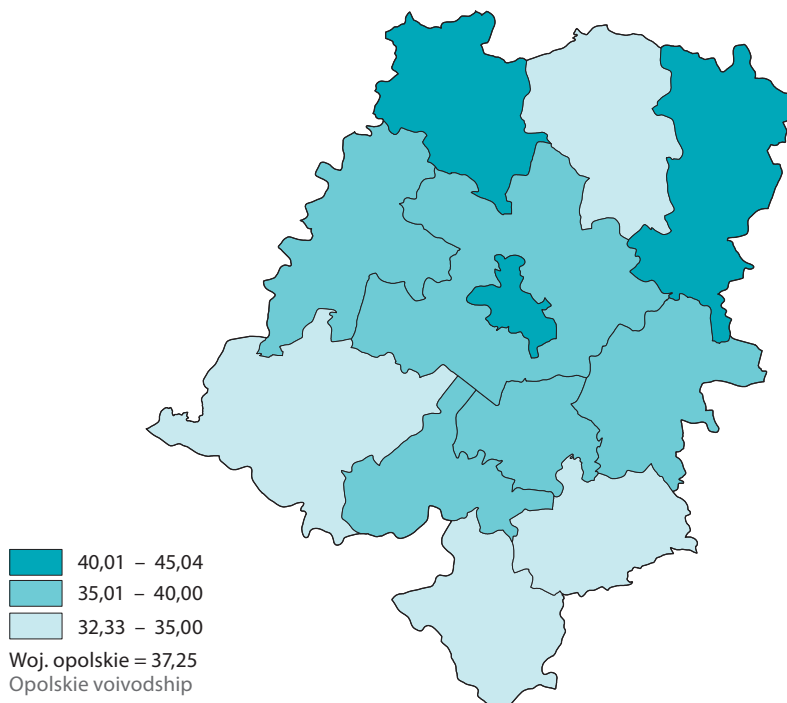 40,01 – 45,04
35,01 – 40,00
32,33 – 35,00
Woj. opolskie = 37,25
Opolskie voivodship